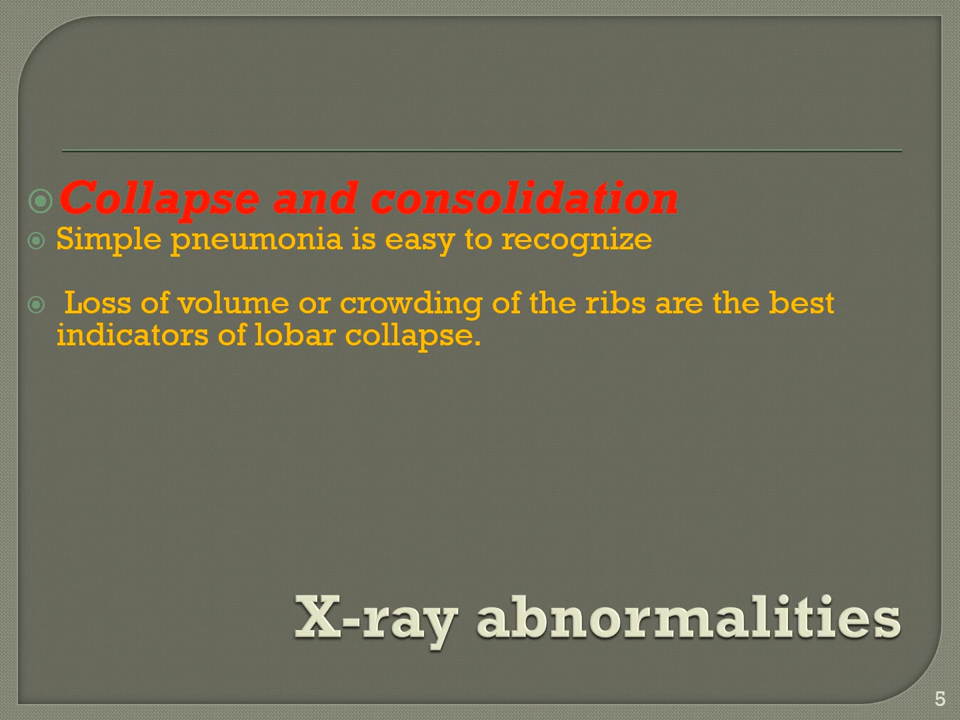 Collapse and consolidation
Simple pneumonia is easy to recognize
Loss of volume or crowding of the ribs are the best
indicators of lobar collapse.
X-ray abnormalities
5